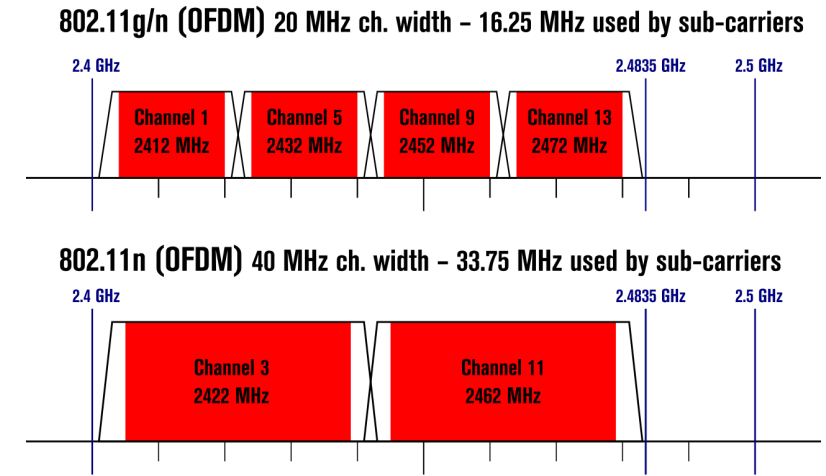 802.11g/n (OFDM) 20 MHz ch. width – 16.25 MHz used by sub-carriers
2.4 GHz 2.4835 GHz 2.5 GHz
Channel 1 Channel 5 Channel 9 Channel 13
2412 MHz 2432 MHz 2452 MHz 2472 MHz
802.11n (OFDM) 40 MHz ch. width – 33.75 MHz used by sub-carriers
2.4 GHz 2.4835 GHz 2.5 GHz
Channel 3 Channel 11
2422 MHz 2462 MHz